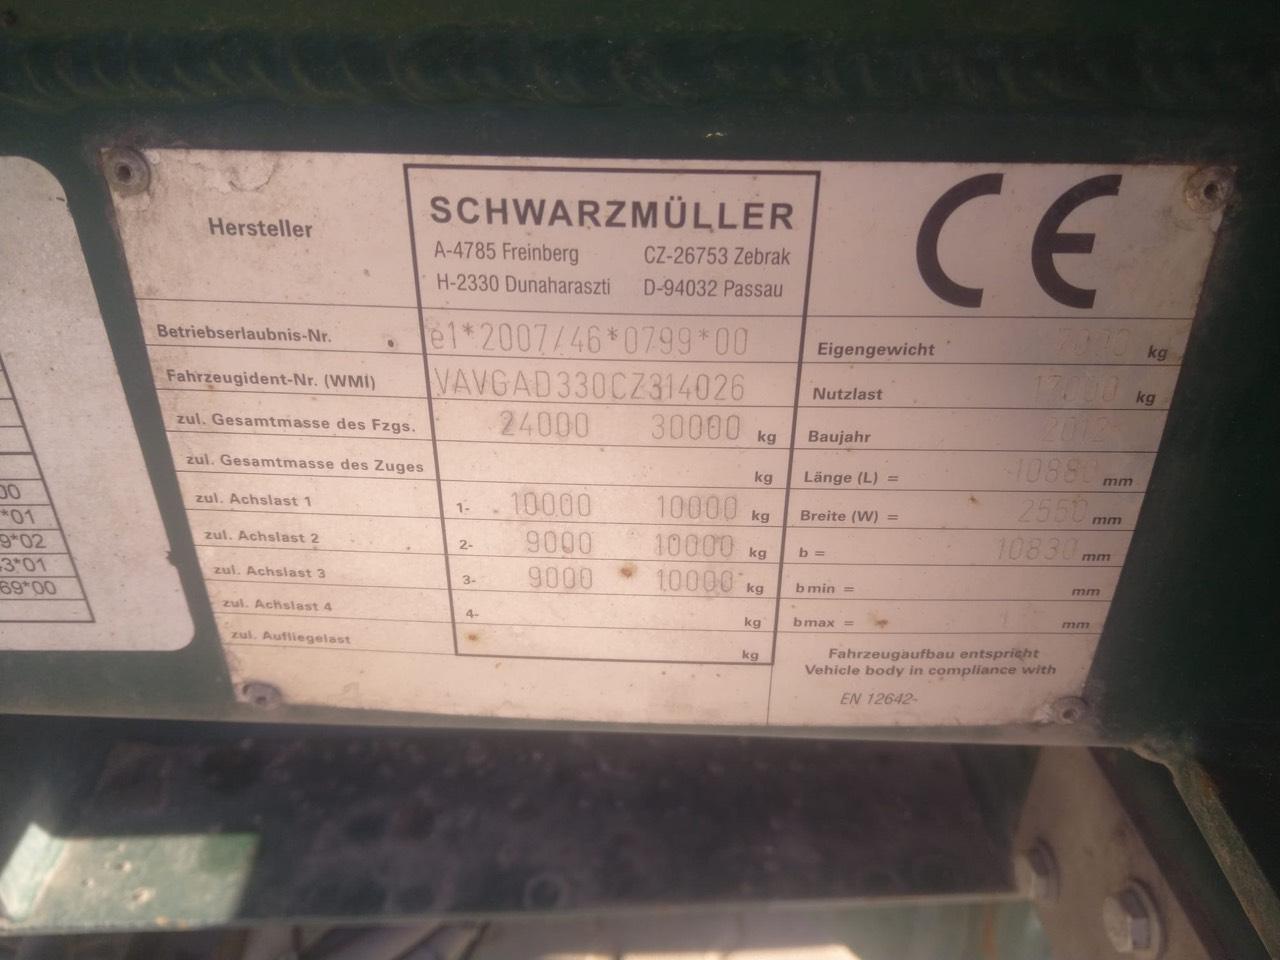 Hersteller
SCHWARZMÜLLER
A-4785 Freinberg CZ-26753 Zebrak
H-2330 Dunaharaszti D-94032 Passau
CE
Betriebserlaubnis-Nr. e1*2007/46*0799*00
Fahrzeugident-Nr. (WMI) VAVGAD330CZ314026
zul. Gesamtmasse des Fzgs. 24000 30000 kg
zul. Gesamtmasse des Zuges kg
zul. Achslast 1 1- 10000 10000 kg
zul. Achslast 2 2- 9000 10000 kg
zul. Achslast 3 3- 9000 10000 kg
zul. Achslast 4 4- kg
zul. Aufliegelast kg
Eigengewicht 7000 kg
Nutzlast 17000 kg
Baujahr 2012
Länge (L) = 10880 mm
Breite (W) = 2550 mm
b = 10830 mm
b min = mm
b max = mm
Fahrzeugaufbau entspricht
Vehicle body in compliance with
EN 12642-
00
*01
9*02
3*01
69*00